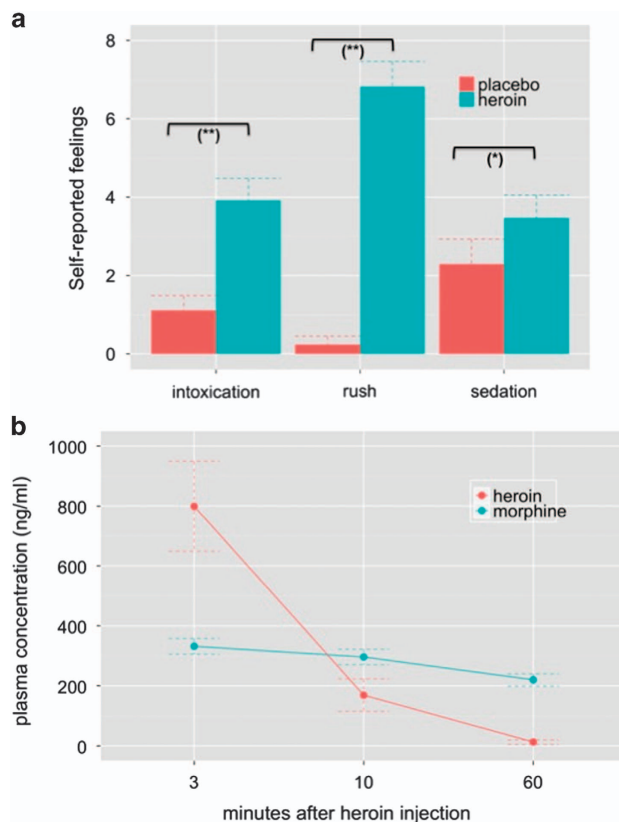 a
8
6
4
2
0
Self-reported feelings
(**)
(**)
(*)
placebo
heroin
intoxication rush sedation
b
1000
800
600
400
200
0
plasma concentration (ng/ml)
heroin
morphine
3 10 60
minutes after heroin injection